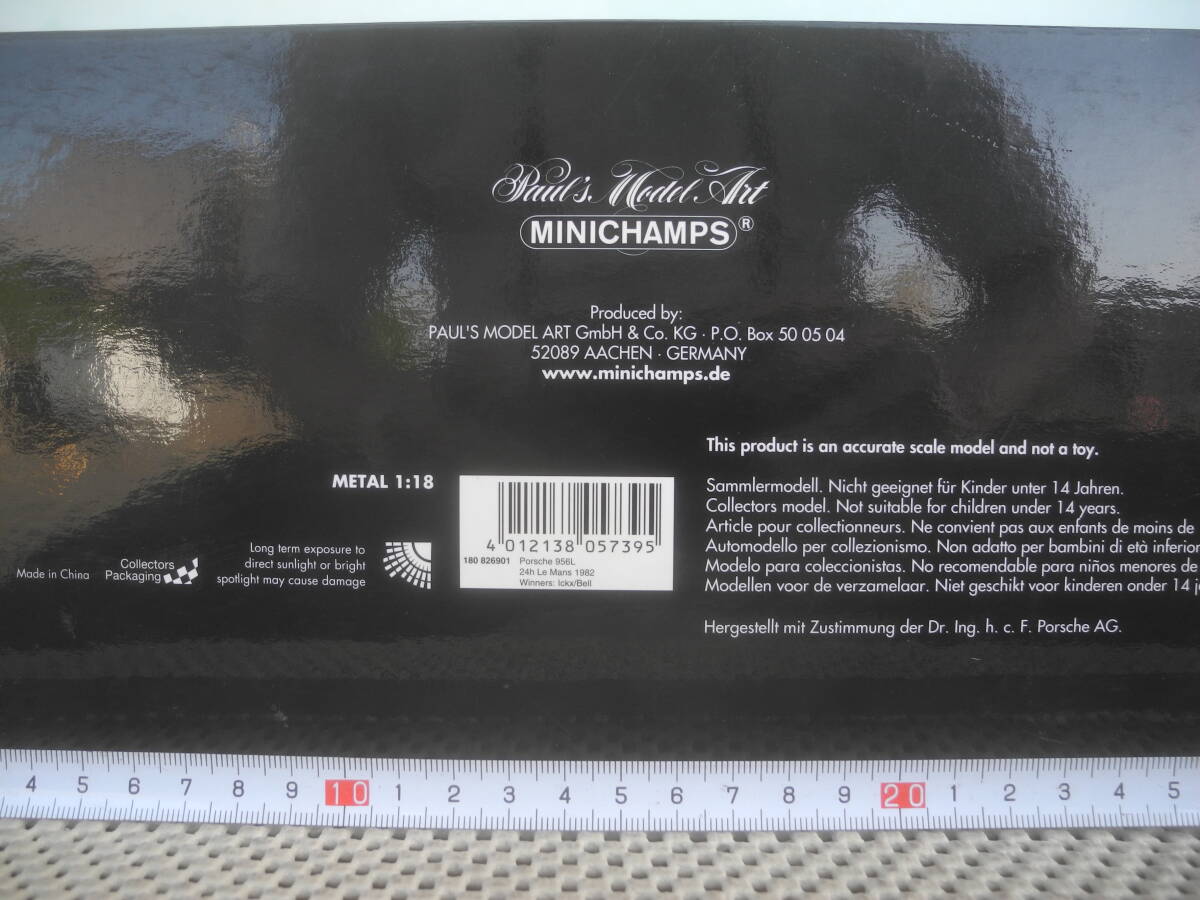 Paul's Model Art
MINICHAMPS®
Produced by:
PAUL'S MODEL ART GmbH & Co. KG · P.O. Box 50 05 04
52089 AACHEN · GERMANY
www.minichamps.de
This product is an accurate scale model and not a toy.
METAL 1:18
Sammlermodell. Nicht geeignet für Kinder unter 14 Jahren.
Collectors model. Not suitable for children under 14 years.
Article pour collectionneurs. Ne convient pas aux enfants de moins de
Automodello per collezionismo. Non adatto per bambini di età inferior
Modelo para coleccionistas. No recomendable para niños menores de
Modellen voor de verzamelaar. Niet geschikt voor kinderen onder 14 j
Hergestellt mit Zustimmung der Dr. Ing. h. c. F. Porsche AG.
4 012138 057395
180 826901 Porsche 956L
24h Le Mans 1982
Winners: Ickx/Bell
Long term exposure to
direct sunlight or bright
spotlight may cause damage
Collectors
Packaging
Made in China
4 5 6 7 8 9 10 1 2 3 4 5 6 7 8 9 20 1 2 3 4 5